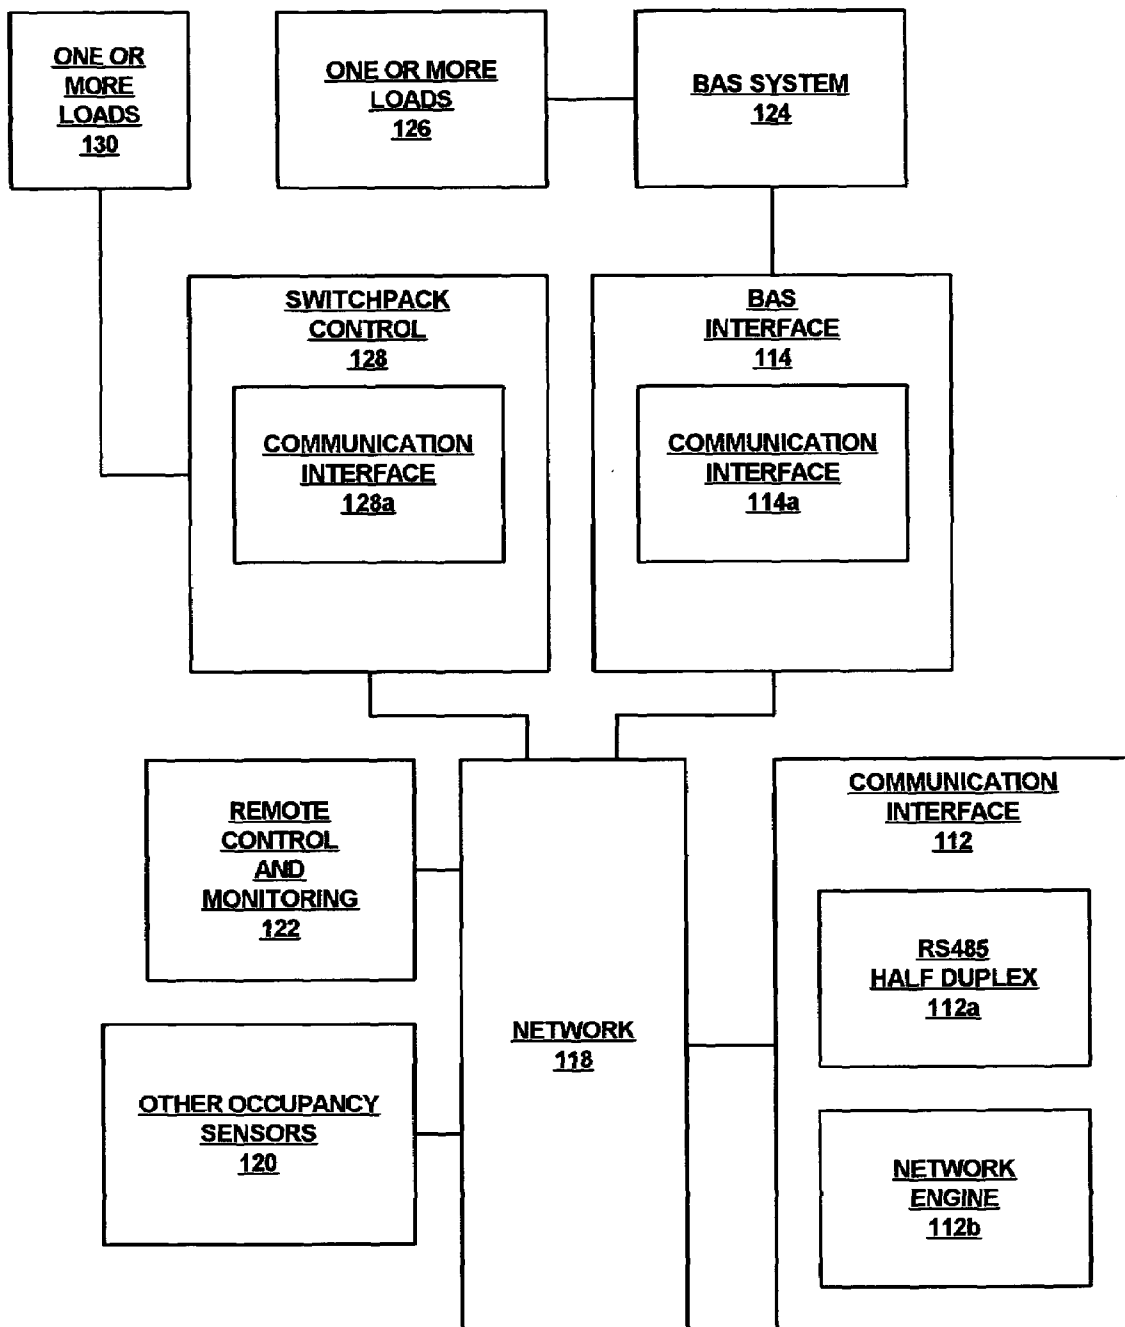 ONE OR
MORE
LOADS
130
ONE OR MORE
LOADS
126
BAS SYSTEM
124
SWITCHPACK
CONTROL
128
COMMUNICATION
INTERFACE
128a
BAS
INTERFACE
114
COMMUNICATION
INTERFACE
114a
REMOTE
CONTROL
AND
MONITORING
122
OTHER OCCUPANCY
SENSORS
120
NETWORK
118
COMMUNICATION
INTERFACE
112
RS485
HALF DUPLEX
112a
NETWORK
ENGINE
112b